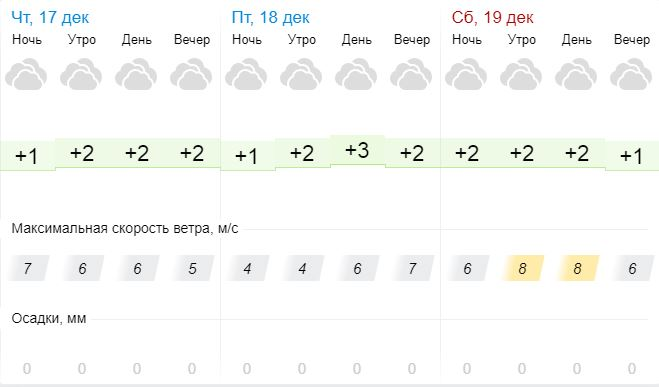 Чт, 17 дек Пт, 18 дек Сб, 19 дек
Ночь Утро День Вечер Ночь Утро День Вечер Ночь Утро День Вечер
+1 +2 +2 +2 +1 +2 +3 +2 +2 +2 +2 +1
Максимальная скорость ветра, м/с
7 6 6 5 4 4 6 7 6 8 8 6
Осадки, мм
0 0 0 0 0 0 0 0 0 0 0 0